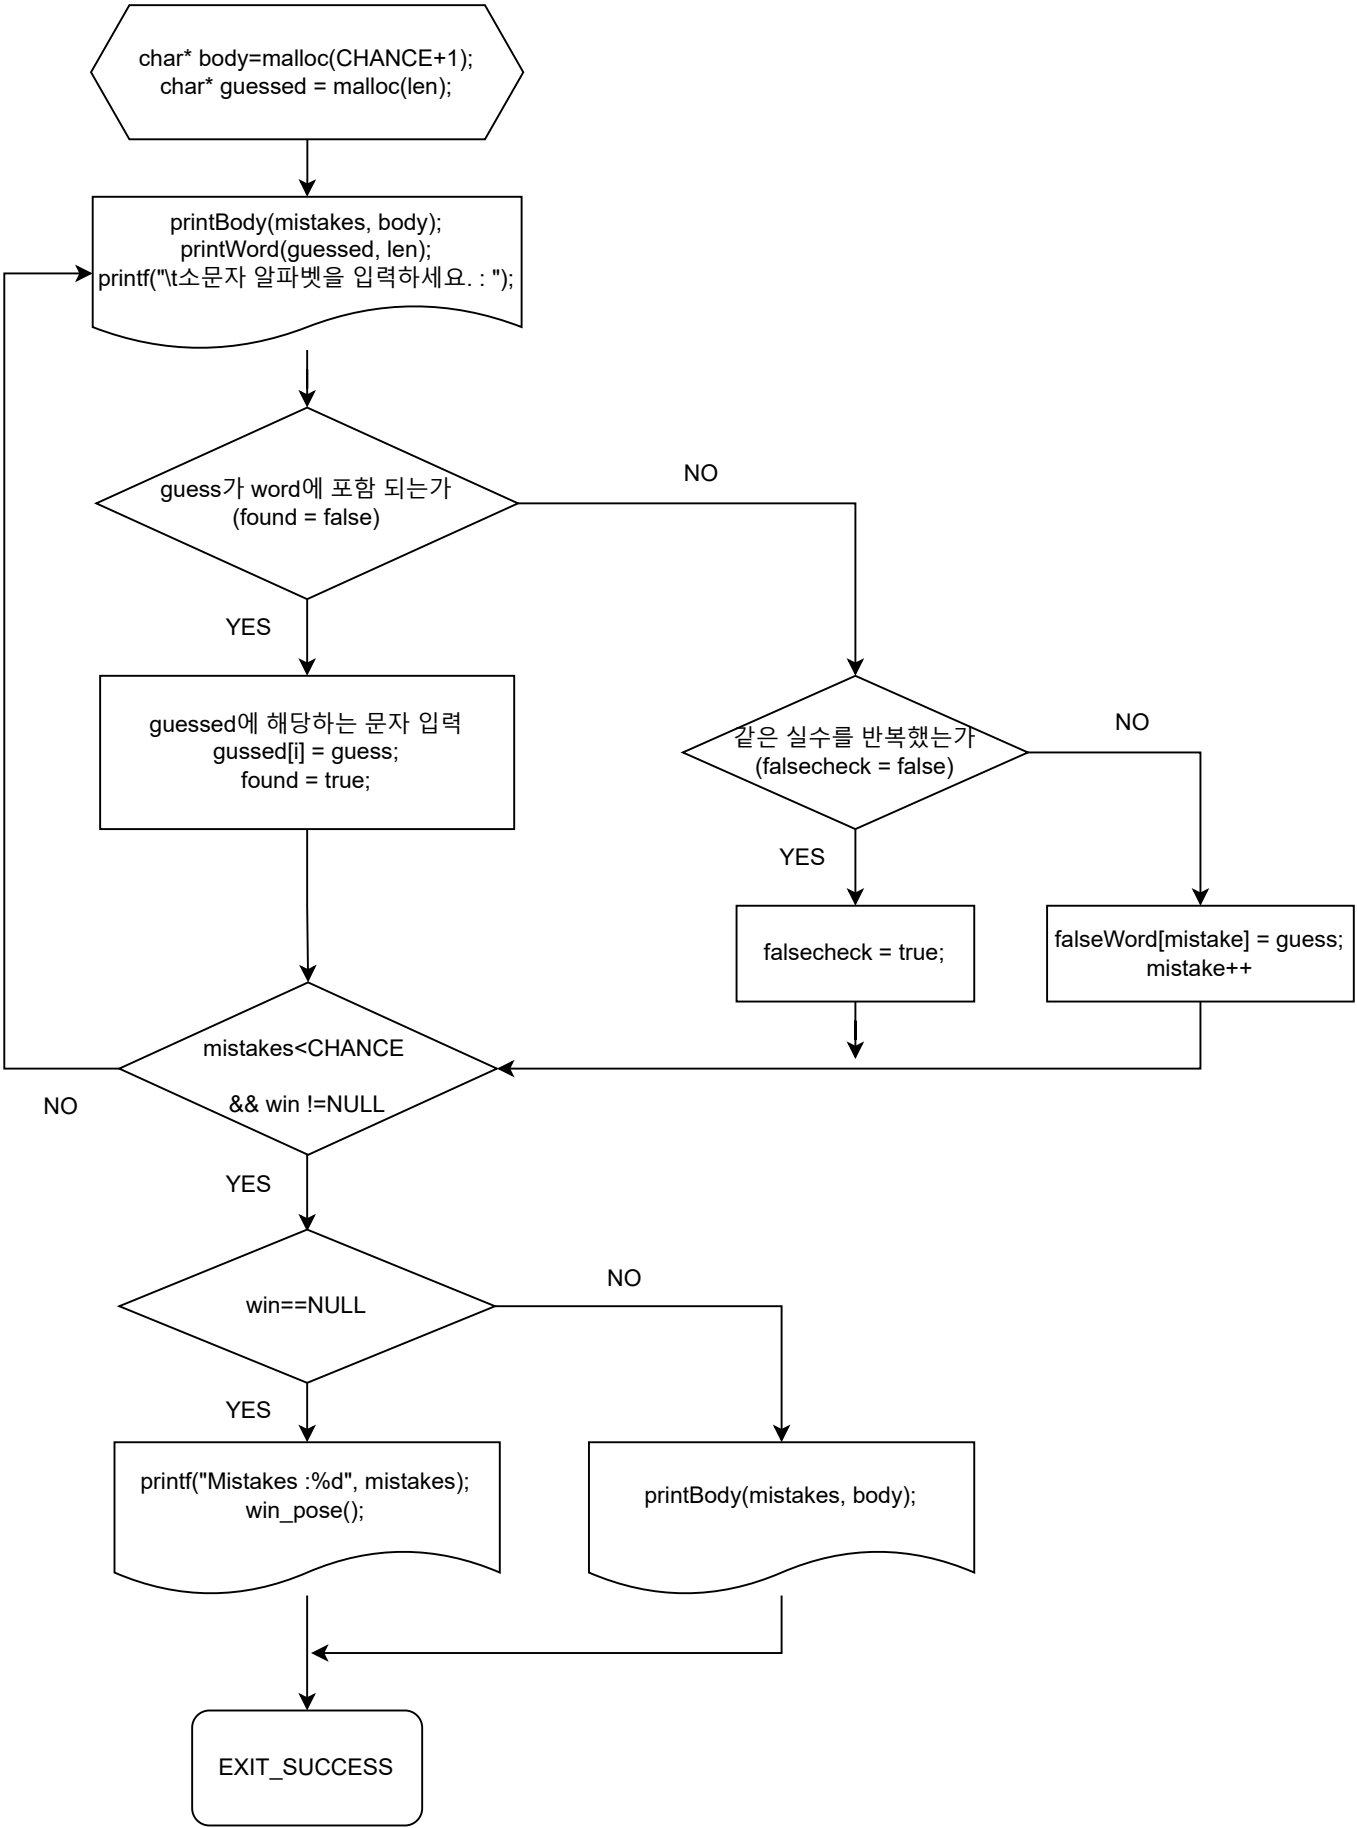 char* body=malloc(CHANCE+1);
char* guessed = malloc(len);
printBody(mistakes, body);
printWord(guessed, len);
printf("\t소문자 알파벳을 입력하세요. : ");
guess가 word에 포함 되는가
(found = false)
NO
YES
guessed에 해당하는 문자 입력
gussed[i] = guess;
found = true;
같은 실수를 반복했는가
(falsecheck = false)
NO
YES
falsecheck = true;
falseWord[mistake] = guess;
mistake++
mistakes<CHANCE
&& win !=NULL
NO
YES
win==NULL
NO
YES
printf("Mistakes :%d", mistakes);
win_pose();
printBody(mistakes, body);
EXIT_SUCCESS